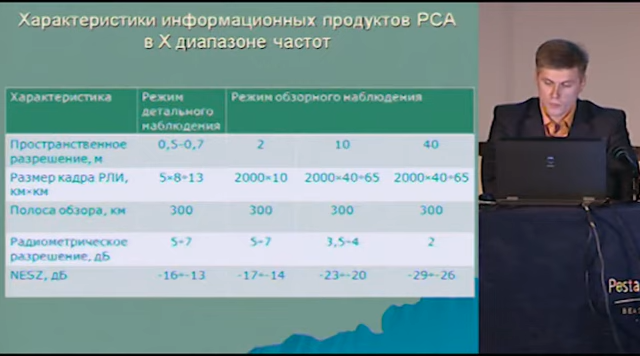 Характеристики информационных продуктов РСА
в X диапазоне частот
Характеристика Режим детального наблюдения Режим обзорного наблюдения
Пространственное разрешение, м 0,5÷0,7 2 10 40
Размер кадра РЛИ, км×км 5×8÷13 2000×10 2000×40÷65 2000×40÷65
Полоса обзора, км 300 300 300 300
Радиометрическое разрешение, дБ 5÷7 5÷7 3,5÷4 2
NESZ, дБ -16÷-13 -17÷-14 -23÷-20 -29÷-26
Pesta